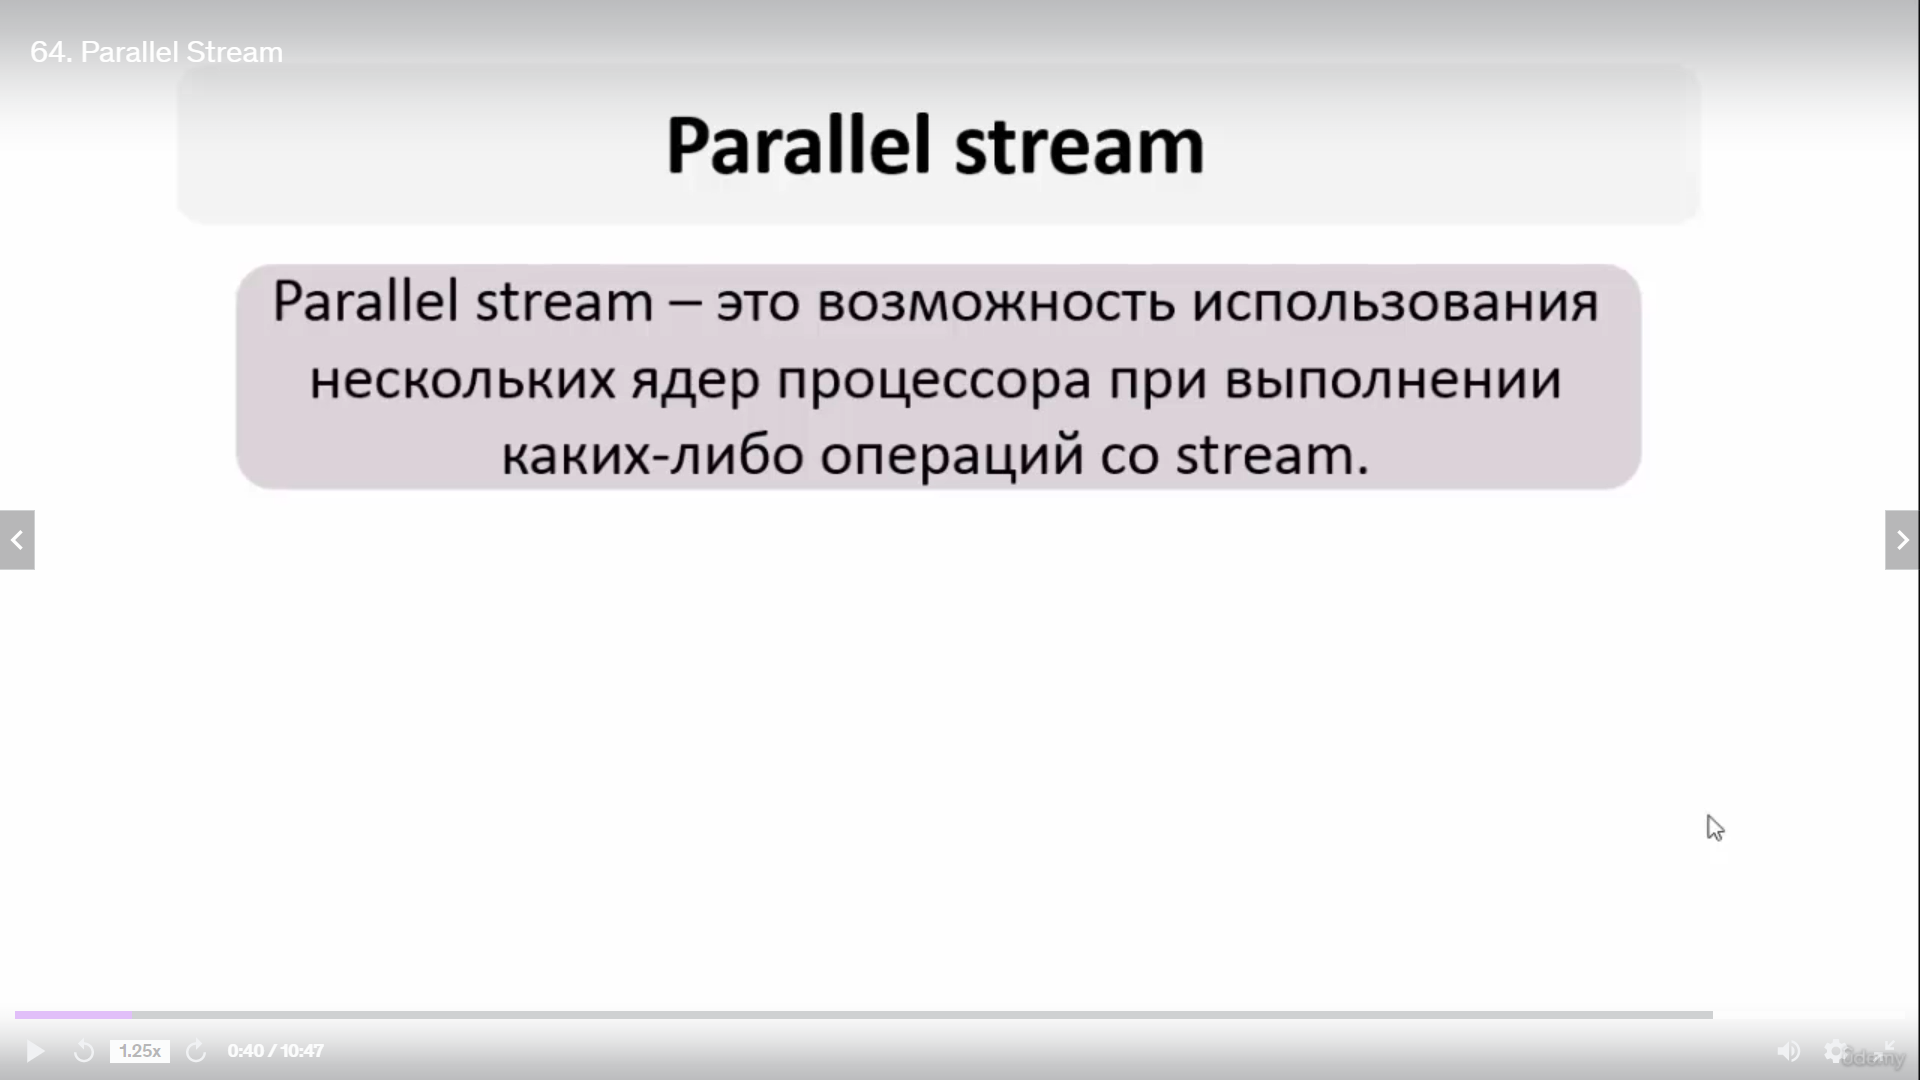 64. Parallel Stream
Parallel stream
Parallel stream – это возможность использования
нескольких ядер процессора при выполнении
каких-либо операций со stream.
1.25x
0:40 / 10:47
ûdemy